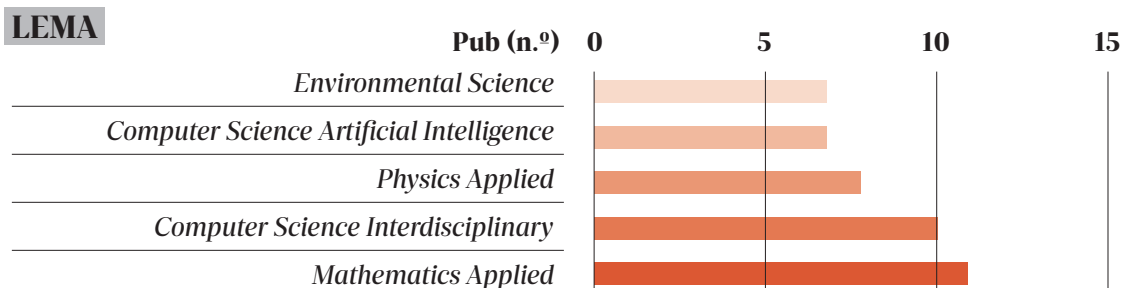 LEMA
Pub (n.º) 0 5 10 15
Environmental Science
Computer Science Artificial Intelligence
Physics Applied
Computer Science Interdisciplinary
Mathematics Applied